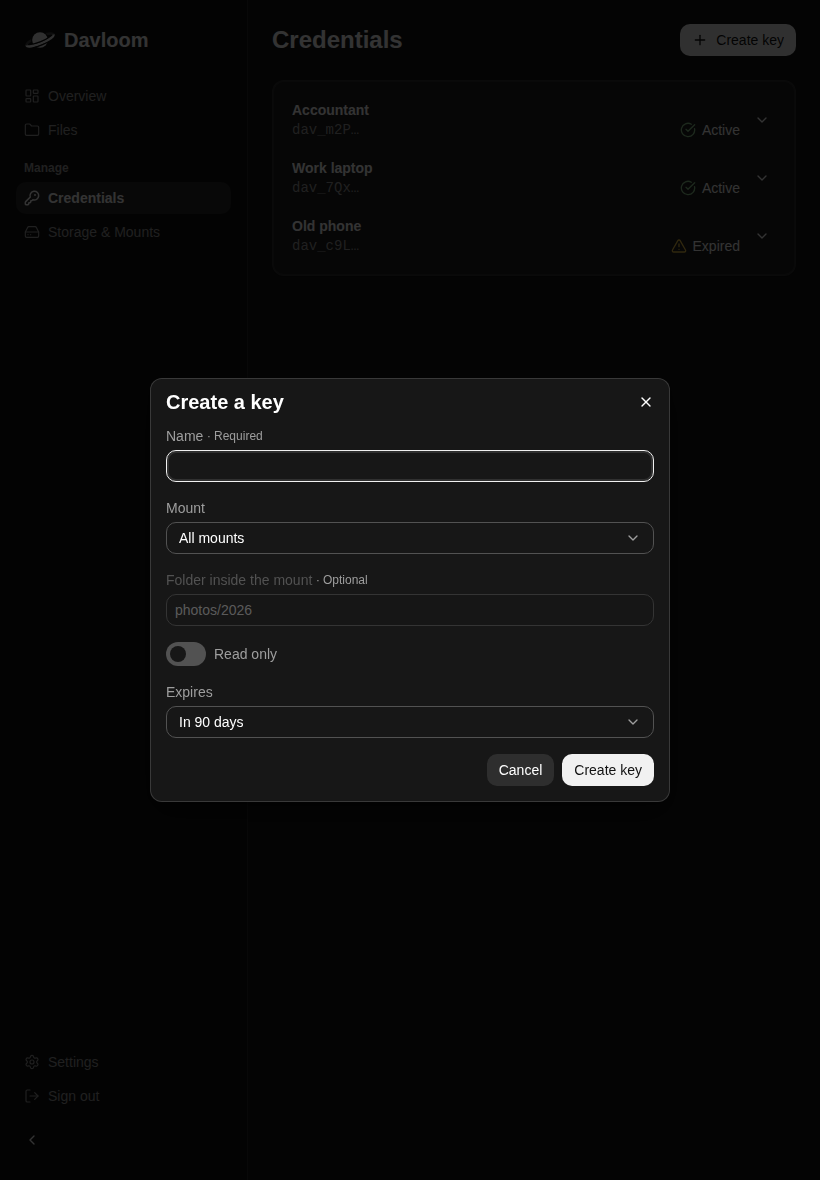 Davloom
Overview
Files
Manage
Credentials
Storage & Mounts
Settings
Sign out
Credentials
Create key
Accountant
dav_m2P…
Active
Work laptop
dav_7Qx…
Active
Old phone
dav_c9L…
Expired
Create a key
Name · Required
Mount
All mounts
Folder inside the mount · Optional
photos/2026
Read only
Expires
In 90 days
Cancel
Create key